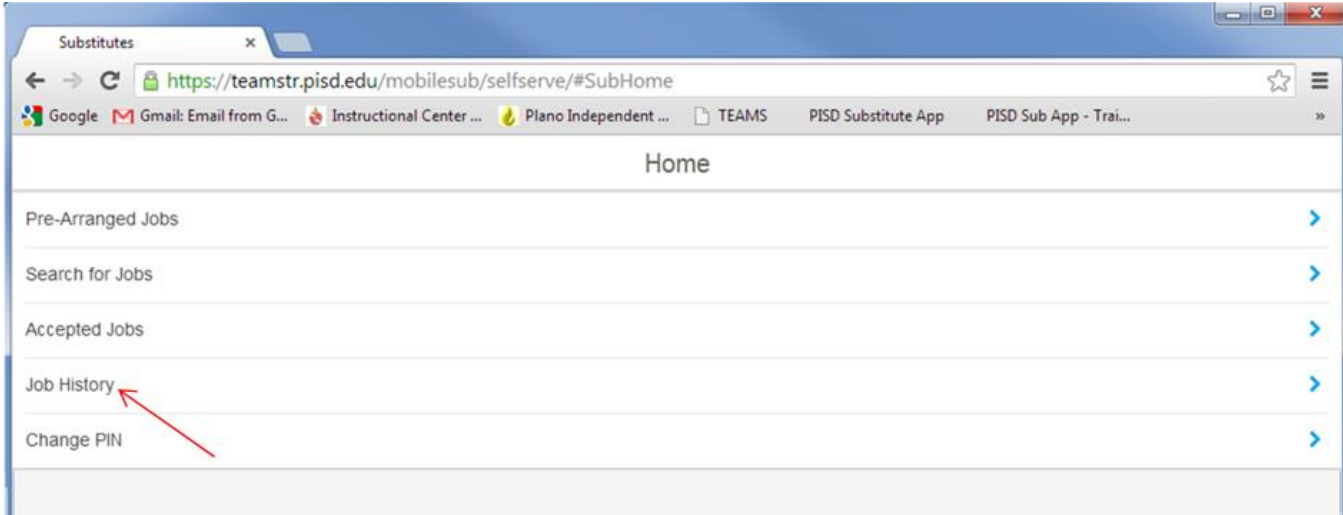 Substitutes
https://teamstr.pisd.edu/mobilesub/selfserve/#SubHome
Google Gmail: Email from G... Instructional Center ... Plano Independent ... TEAMS PISD Substitute App PISD Sub App - Trai... »
Home
Pre-Arranged Jobs
Search for Jobs
Accepted Jobs
Job History
Change PIN